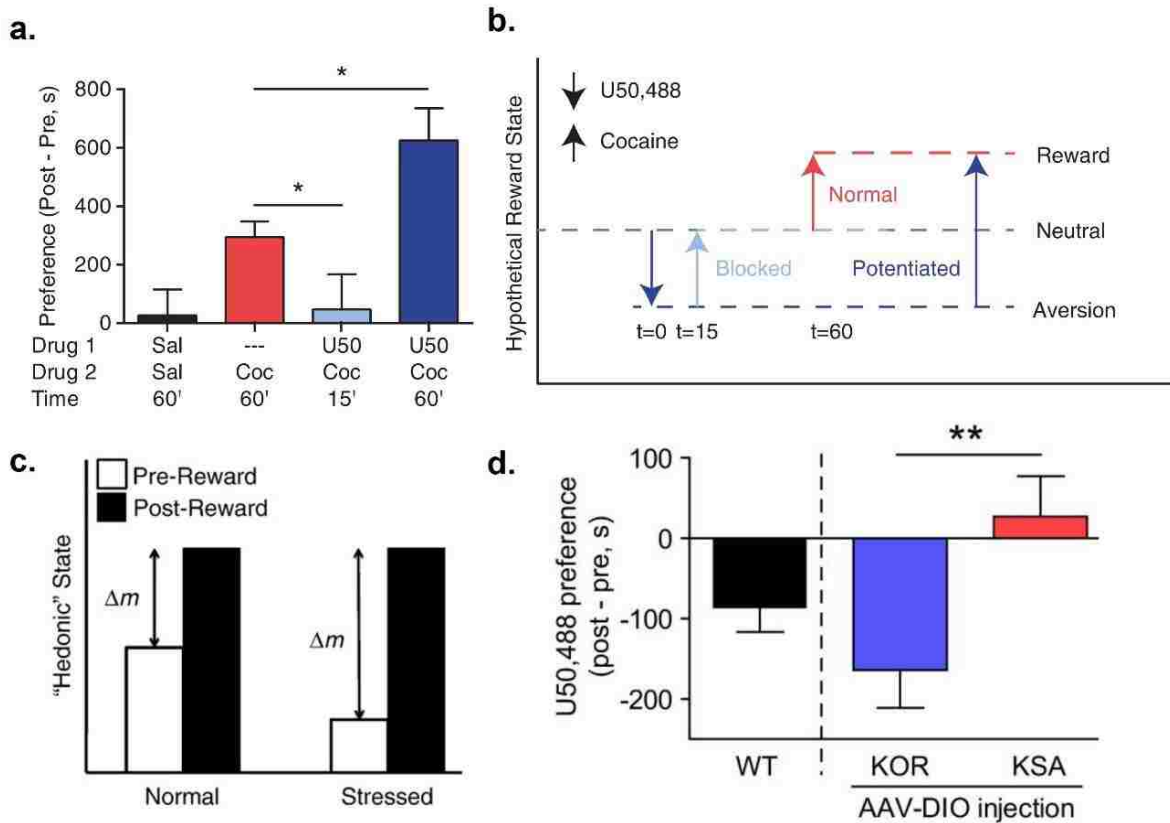 a.
*
*
Preference (Post - Pre, s)
800
600
400
200
0
Drug 1 Sal --- U50 U50
Drug 2 Sal Coc Coc Coc
Time 60' 60' 15' 60'
b.
Hypothetical Reward State
U50,488
Cocaine
Reward
Normal
Neutral
Blocked
Potentiated
Aversion
t=0 t=15 t=60
c.
Pre-Reward
Post-Reward
"Hedonic" State
Δm
Δm
Normal Stressed
d.
**
U50,488 preference
(post - pre, s)
100
0
-100
-200
WT KOR KSA
AAV-DIO injection